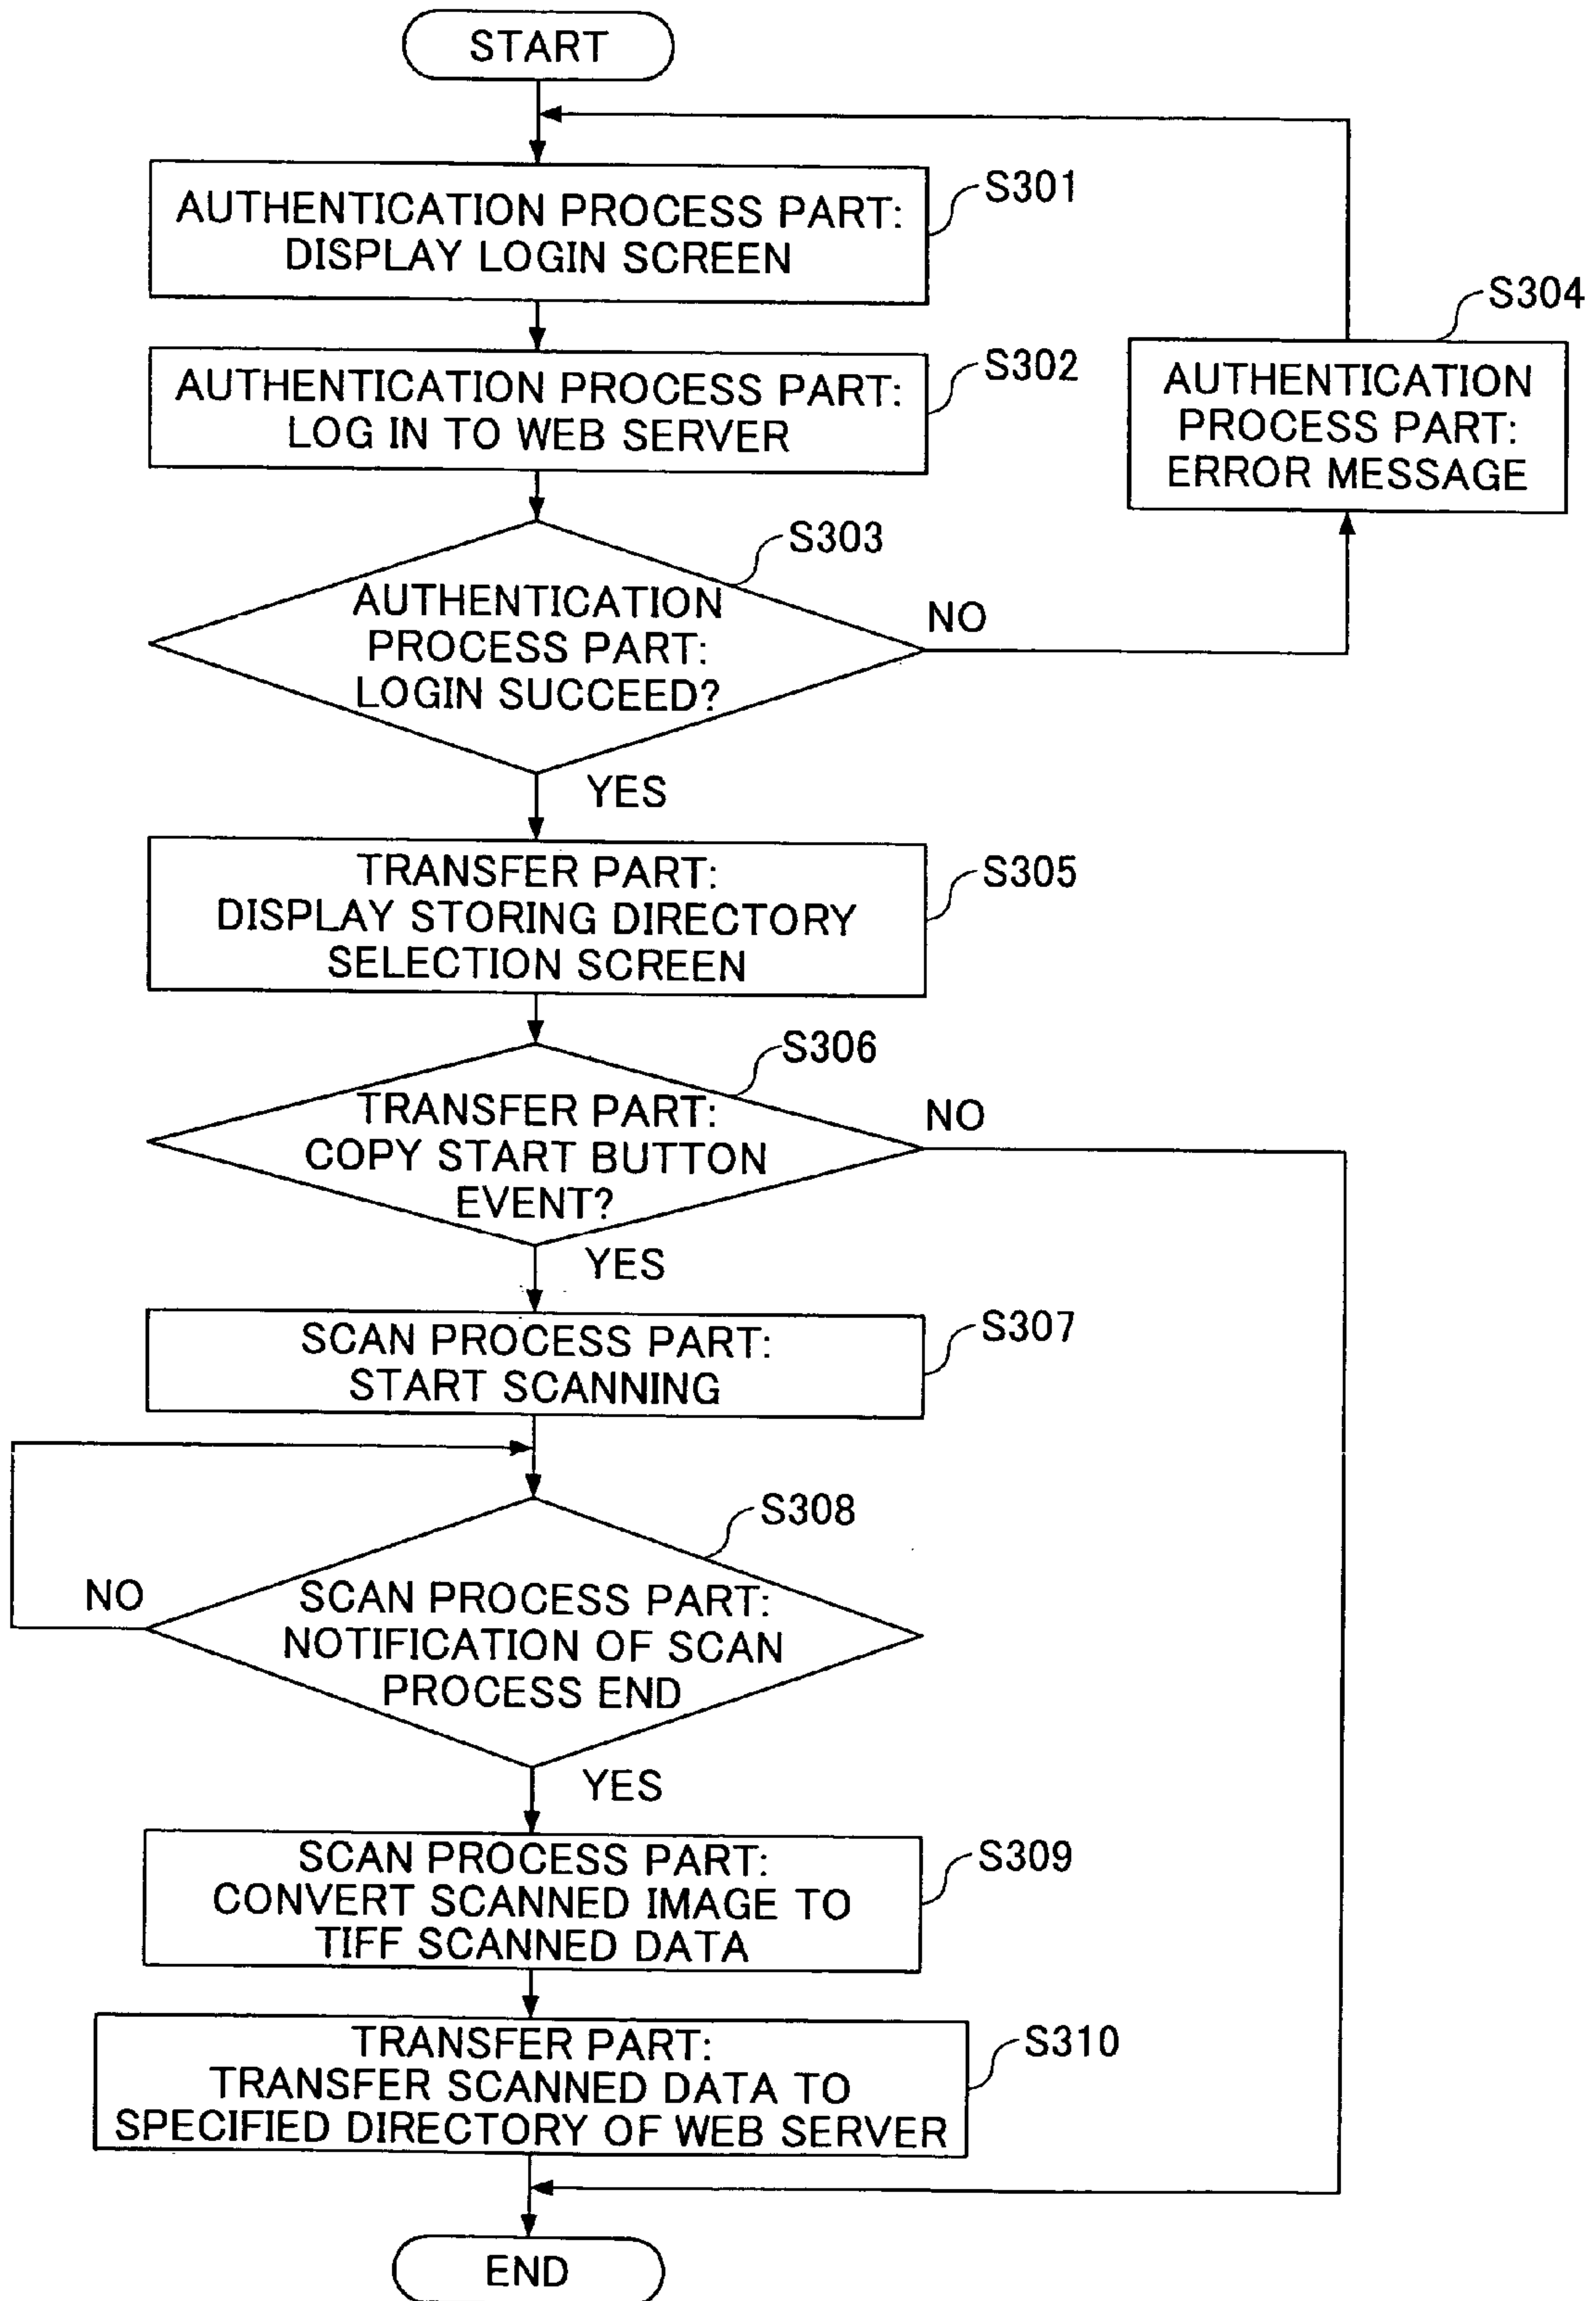 START
AUTHENTICATION PROCESS PART:
DISPLAY LOGIN SCREEN
S301
AUTHENTICATION PROCESS PART:
LOG IN TO WEB SERVER
S302
S304
AUTHENTICATION
PROCESS PART:
ERROR MESSAGE
S303
AUTHENTICATION
PROCESS PART:
LOGIN SUCCEED?
NO
YES
TRANSFER PART:
DISPLAY STORING DIRECTORY
SELECTION SCREEN
S305
S306
TRANSFER PART:
COPY START BUTTON
EVENT?
NO
YES
SCAN PROCESS PART:
START SCANNING
S307
S308
NO
SCAN PROCESS PART:
NOTIFICATION OF SCAN
PROCESS END
YES
SCAN PROCESS PART:
CONVERT SCANNED IMAGE TO
TIFF SCANNED DATA
S309
TRANSFER PART:
TRANSFER SCANNED DATA TO
SPECIFIED DIRECTORY OF WEB SERVER
S310
END